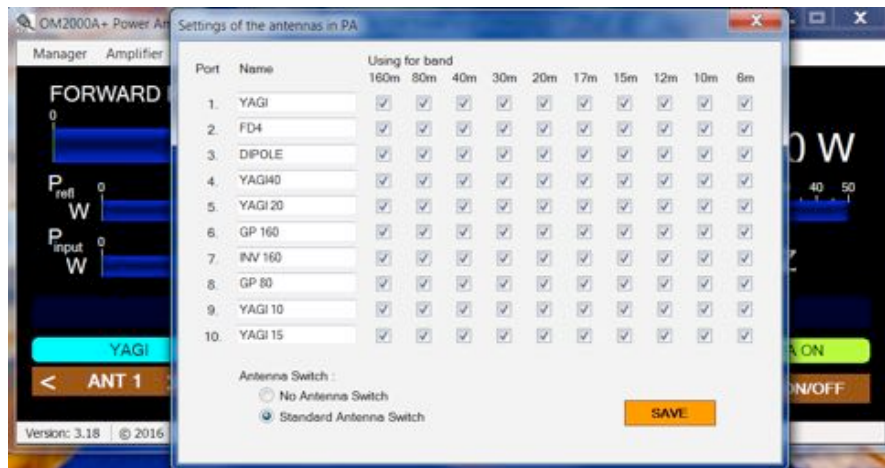 OM2000A+ Power Am
Settings of the antennas in PA
Manager Amplifier
Port Name Using for band
160m 80m 40m 30m 20m 17m 15m 12m 10m 6m
1. YAGI
2. FD4
3. DIPOLE
4. YAGI40
5. YAGI 20
6. GP 160
7. INV 160
8. GP 80
9. YAGI 10
10. YAGI 15
Antenna Switch :
No Antenna Switch
Standard Antenna Switch
SAVE
FORWARD
0
0 W
Prefl 0
W
40 50
Pinput 0
W
Z
YAGI
A ON
< ANT 1
ON/OFF
Version: 3.18 © 2016